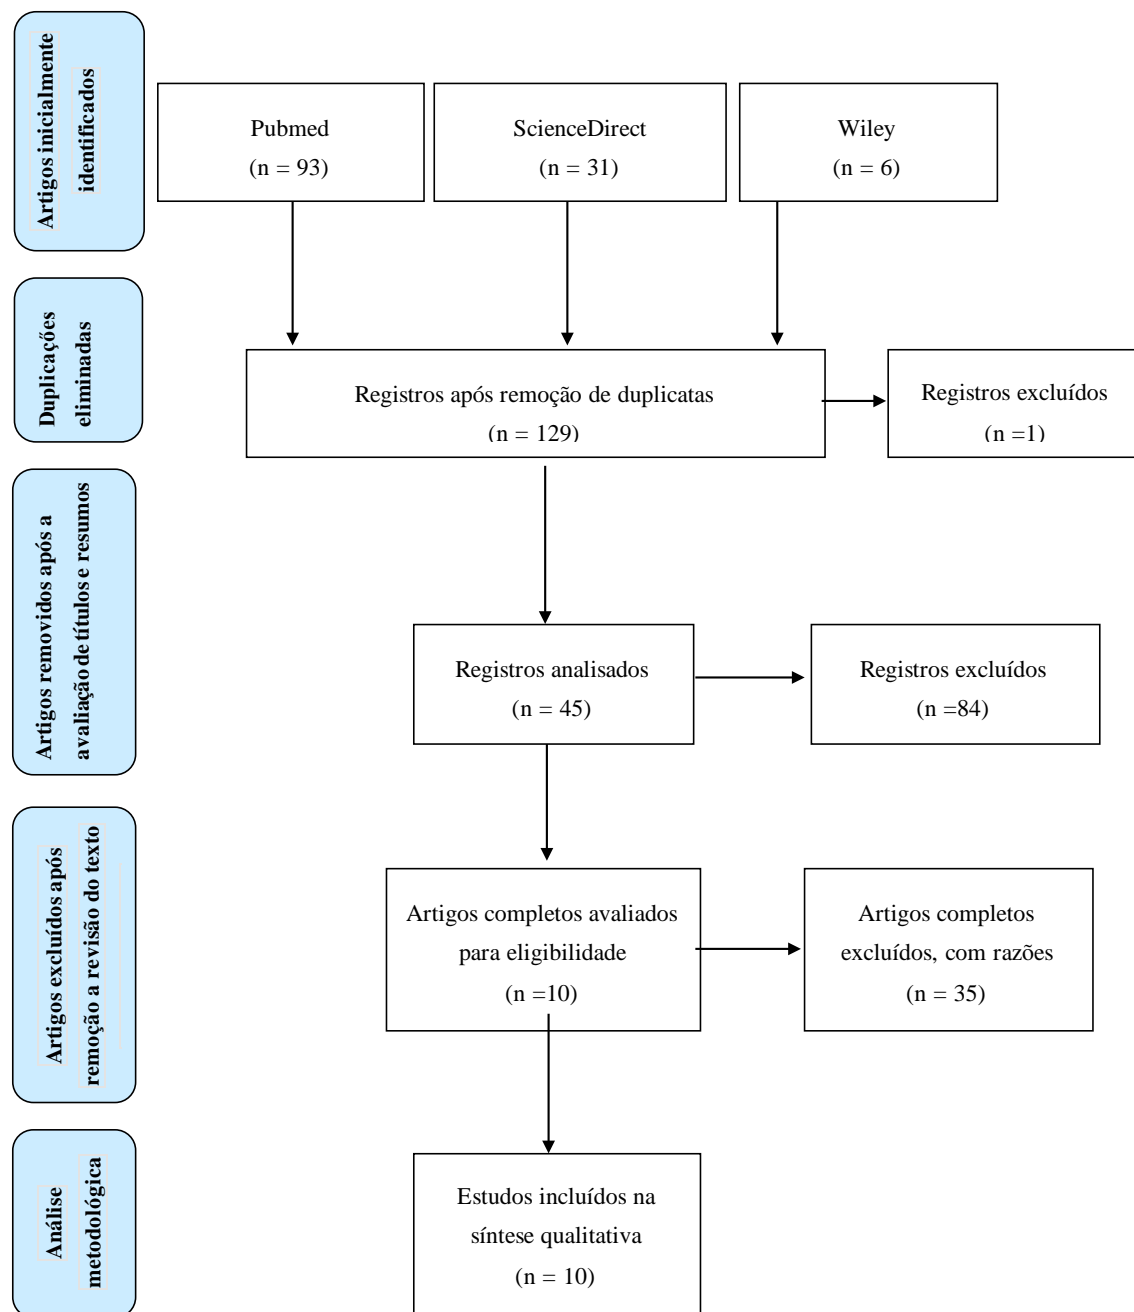 Artigos inicialmente
identificados
Pubmed
(n = 93)
ScienceDirect
(n = 31)
Wiley
(n = 6)
Duplicações
eliminadas
Registros após remoção de duplicatas
(n = 129)
Registros excluídos
(n =1)
Artigos removidos após a
avaliação de títulos e resumos
Registros analisados
(n = 45)
Registros excluídos
(n =84)
Artigos excluídos após
remoção a revisão do texto
Artigos completos avaliados
para eligibilidade
(n =10)
Artigos completos
excluídos, com razões
(n = 35)
Análise
metodológica
Estudos incluídos na
síntese qualitativa
(n = 10)